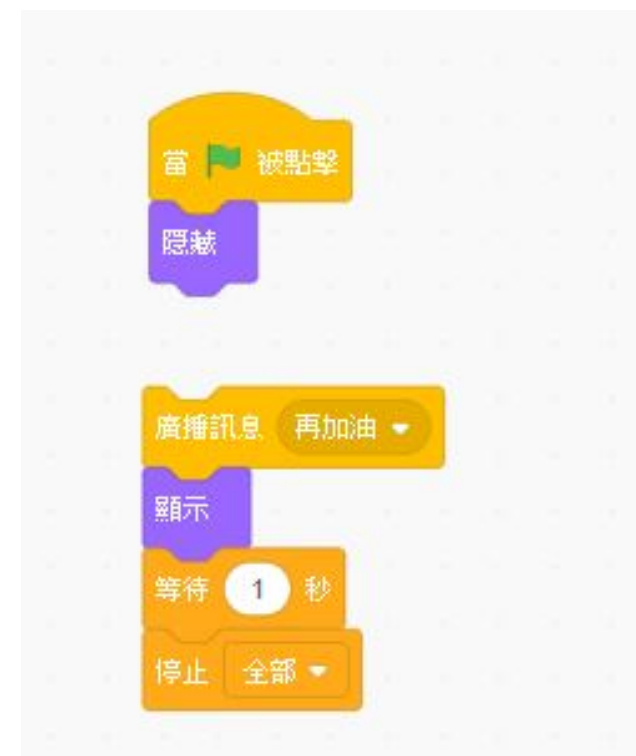 當 被點擊
隱藏
廣播訊息 再加油
顯示
等待 1 秒
停止 全部